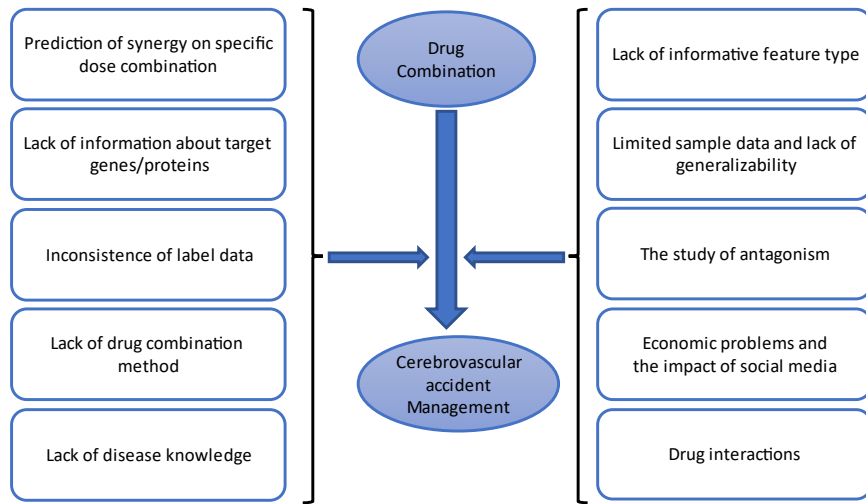 Prediction of synergy on specific
dose combination
Lack of information about target
genes/proteins
Inconsistence of label data
Lack of drug combination
method
Lack of disease knowledge
Drug
Combination
Cerebrovascular
accident
Management
Lack of informative feature type
Limited sample data and lack of
generalizability
The study of antagonism
Economic problems and
the impact of social media
Drug interactions